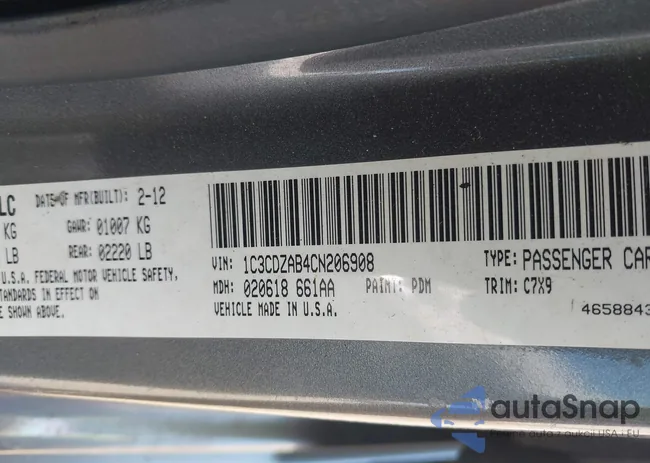 LC DATE OF MFR(BUILT): 2-12
KG GAWR: 01007 KG
LB REAR: 02220 LB
U.S.A. FEDERAL MOTOR VEHICLE SAFETY,
STANDARDS IN EFFECT ON
SHOWN ABOVE.
VIN: 1C3CDZAB4CN206908 TYPE: PASSENGER CAR
MDH: 020618 661AA PAINT: PDM TRIM: C7X9
VEHICLE MADE IN U.S.A. 4658843
autoSnap